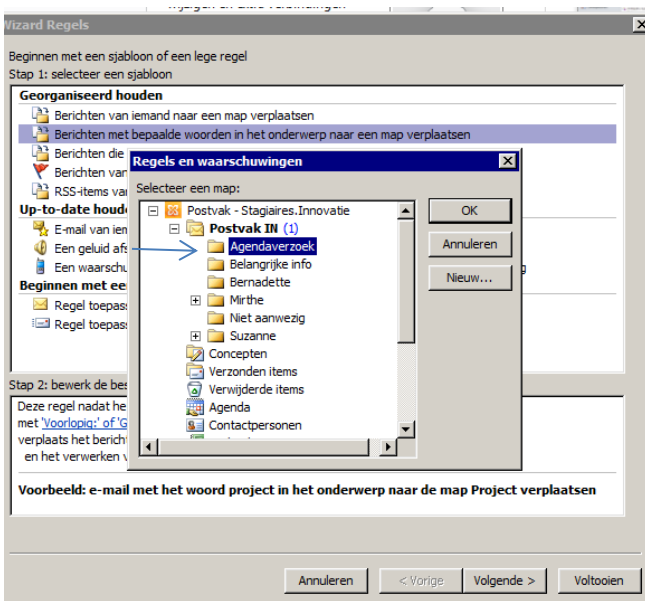 Wizard Regels
Beginnen met een sjabloon of een lege regel
Stap 1: selecteer een sjabloon
Georganiseerd houden
Berichten van iemand naar een map verplaatsen
Berichten met bepaalde woorden in het onderwerp naar een map verplaatsen
Berichten die
Berichten van
RSS-items va
Up-to-date houde
E-mail van iem
Een geluid afs
Een waarschu
Beginnen met ee
Regel toepas
Regel toepas
Regels en waarschuwingen
Selecteer een map:
Postvak - Stagiaires.Innovatie
Postvak IN (1)
Agendaverzoek
Belangrijke info
Bernadette
Mirthe
Niet aanwezig
Suzanne
Concepten
Verzonden items
Verwijderde items
Agenda
Contactpersonen
OK
Annuleren
Nieuw...
Stap 2: bewerk de bes
Deze regel nadat he
met 'Voorlopig:' of 'G
verplaats het bericht
en het verwerken v
Voorbeeld: e-mail met het woord project in het onderwerp naar de map Project verplaatsen
Annuleren < Vorige Volgende > Voltooien